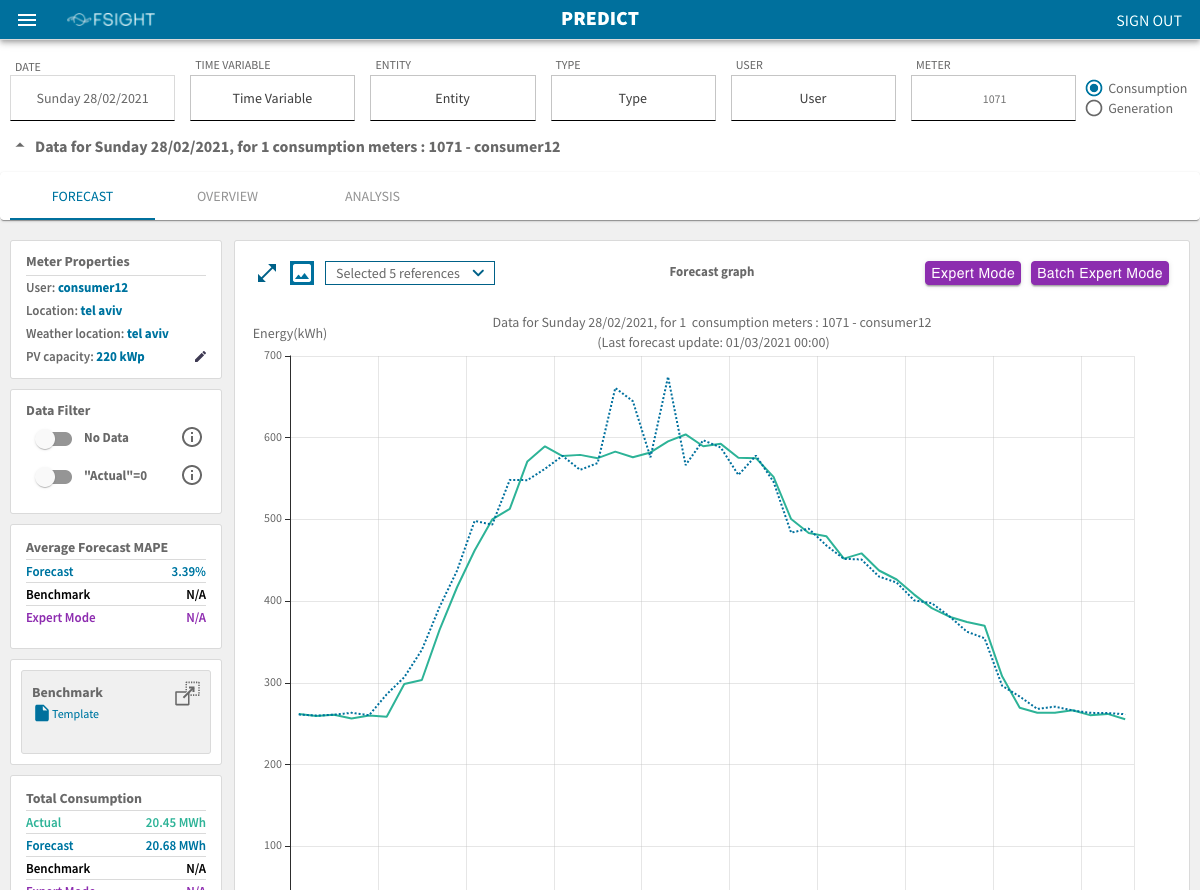 FSIGHT
PREDICT
SIGN OUT
DATE
TIME VARIABLE
ENTITY
TYPE
USER
METER
Sunday 28/02/2021
Time Variable
Entity
Type
User
1071
Consumption
Generation
Data for Sunday 28/02/2021, for 1 consumption meters : 1071 - consumer12
FORECAST
OVERVIEW
ANALYSIS
Meter Properties
User: consumer12
Location: tel aviv
Weather location: tel aviv
PV capacity: 220 kWp
Data Filter
No Data
"Actual"=0
Average Forecast MAPE
Forecast 3.39%
Benchmark N/A
Expert Mode N/A
Benchmark
Template
Total Consumption
Actual 20.45 MWh
Forecast 20.68 MWh
Benchmark N/A
Expert Mode N/A
Selected 5 references
Forecast graph
Expert Mode
Batch Expert Mode
Data for Sunday 28/02/2021, for 1 consumption meters : 1071 - consumer12
(Last forecast update: 01/03/2021 00:00)
Energy(kWh)
700
600
500
400
300
200
100